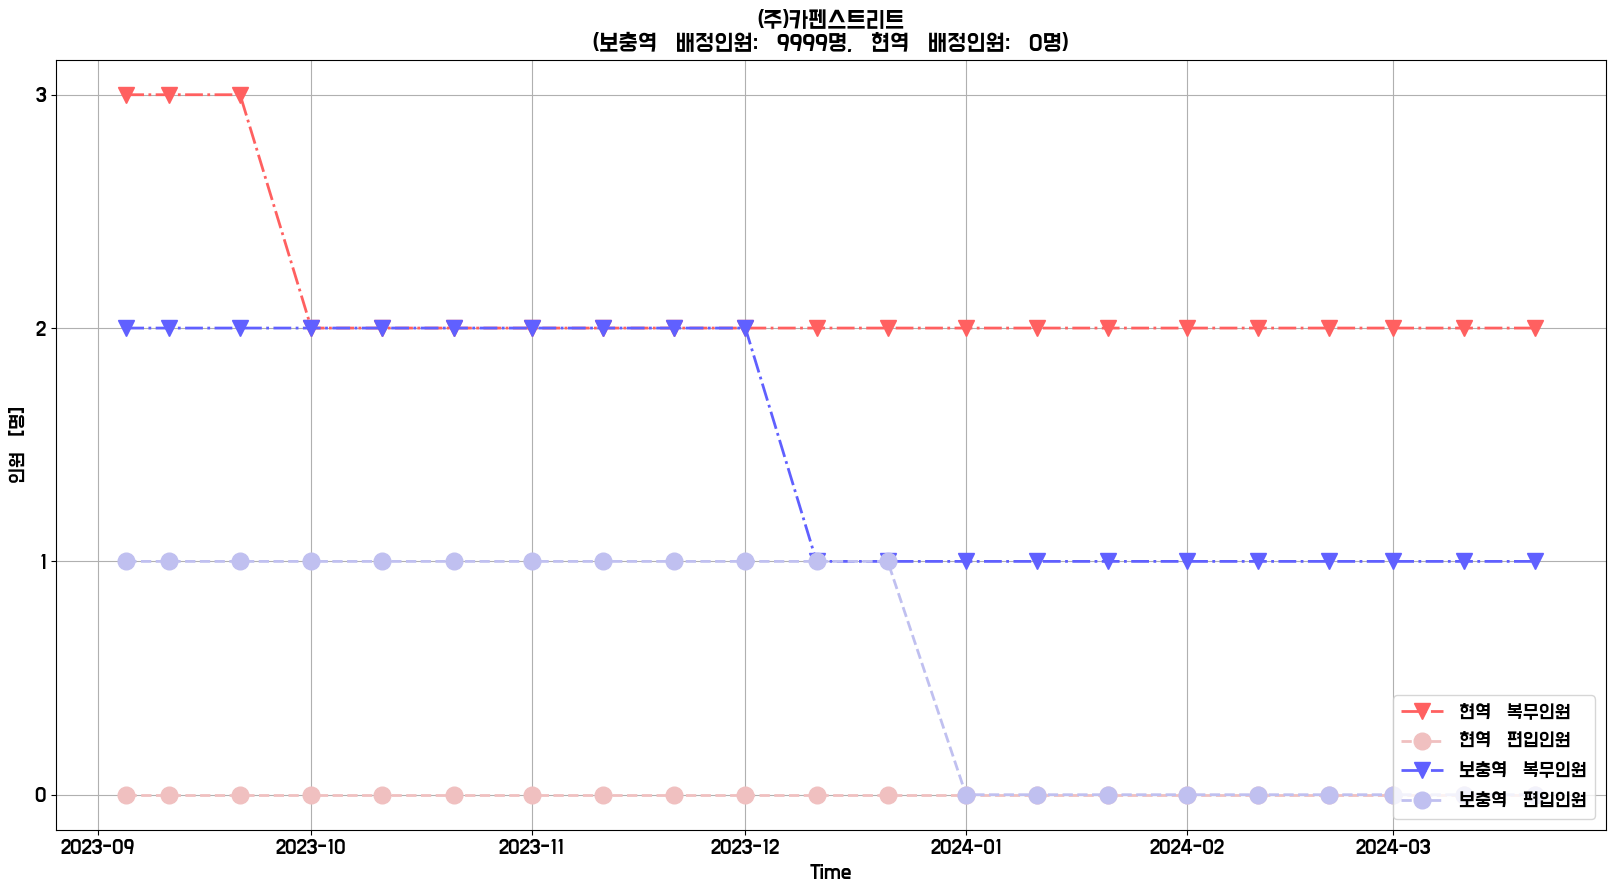 (주)카펜스트리트
(보충역 배정인원: 9999명, 현역 배정인원: 0명)
인원 [명]
3
2
1
0
현역 복무인원
현역 편입인원
보충역 복무인원
보충역 편입인원
2023-09 2023-10 2023-11 2023-12 2024-01 2024-02 2024-03
Time